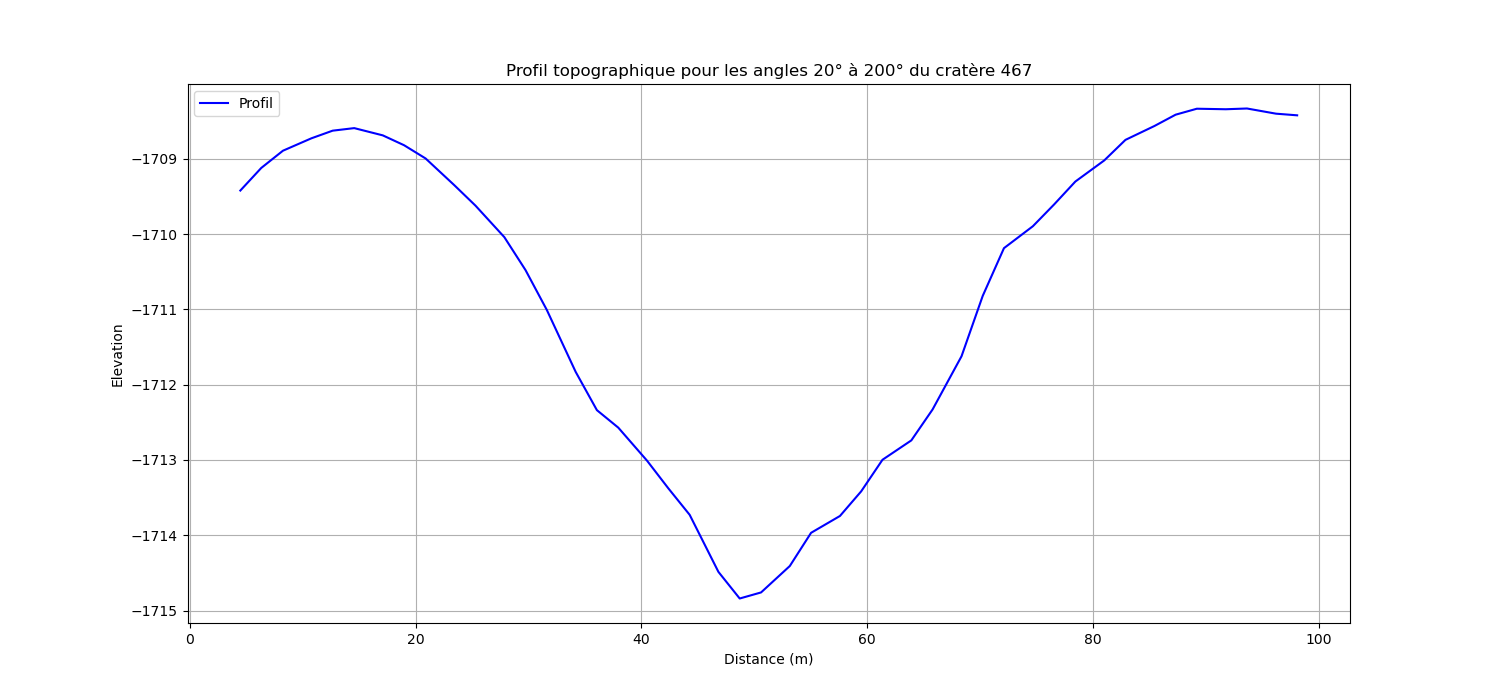 Profil topographique pour les angles 20° à 200° du cratère 467
Profil
−1709
−1710
−1711
−1712
−1713
−1714
−1715
Elevation
0 20 40 60 80 100
Distance (m)